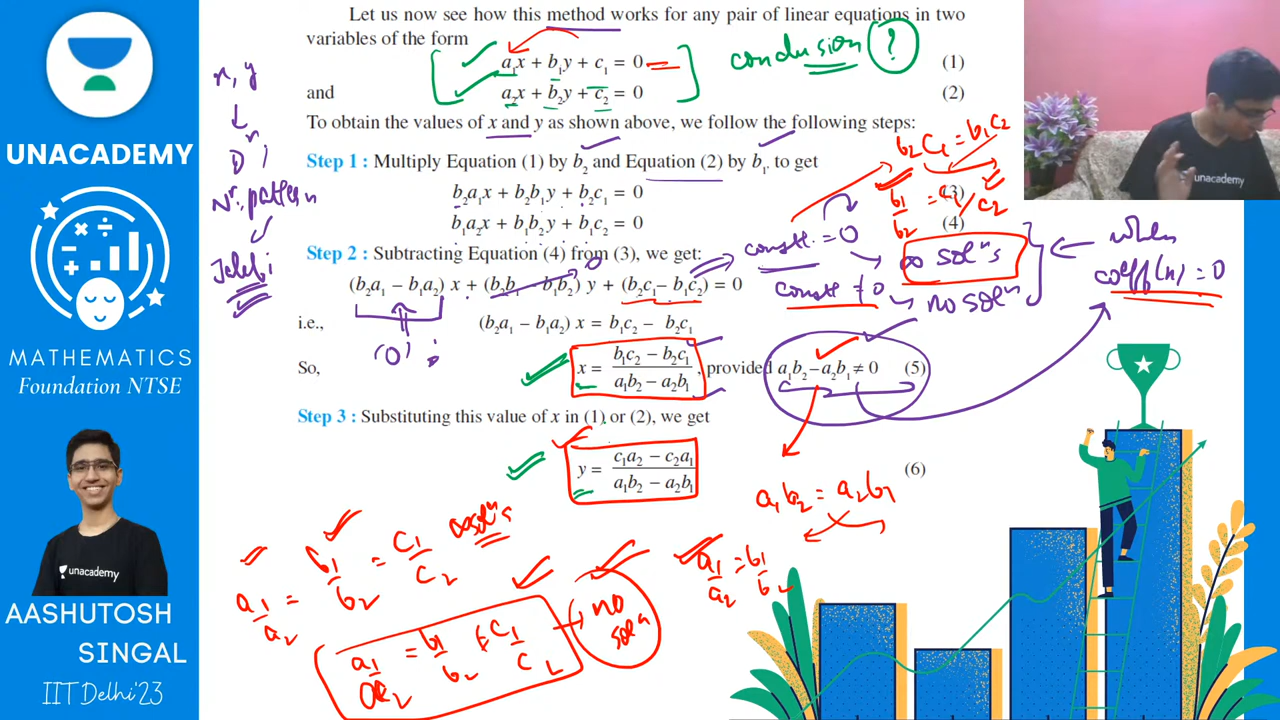 UNACADEMY
MATHEMATICS
Foundation NTSE
unacademy
AASHUTOSH
SINGAL
IIT Delhi'23
Let us now see how this method works for any pair of linear equations in two
variables of the form
a₁x + b₁y + c₁ = 0 (1)
and a₂x + b₂y + c₂ = 0 (2)
conclusion ?
To obtain the values of x and y as shown above, we follow the following steps:
Step 1 : Multiply Equation (1) by b₂ and Equation (2) by b₁, to get
b₂a₁x + b₂b₁y + b₂c₁ = 0 (3)
b₁a₂x + b₁b₂y + b₁c₂ = 0 (4)
Step 2 : Subtracting Equation (4) from (3), we get:
(b₂a₁ – b₁a₂) x + (b₂b₁ – b₁b₂) y + (b₂c₁– b₁c₂) = 0
i.e., (b₂a₁ – b₁a₂) x = b₁c₂ – b₂c₁
So, x = (b₁c₂ – b₂c₁)/(a₁b₂ – a₂b₁), provided a₁b₂ – a₂b₁ ≠ 0 (5)
Step 3 : Substituting this value of x in (1) or (2), we get
y = (c₁a₂ – c₂a₁)/(a₁b₂ – a₂b₁) (6)
x, y
Dʳ,
Nʳ. pattern
Jalebi
b₂c₁ = b₁c₂
b₁/b₂ = c₁/c₂
constt. = 0
∞ solⁿs
constt ≠ 0
no solⁿ
when
coeff(x) = 0
0
'0'
a₁b₂ = a₂b₁
a₁/a₂ = b₁/b₂
a₁/a₂ = b₁/b₂ = c₁/c₂ ∞ solⁿs
a₁/a₂ = b₁/b₂ ≠ c₁/c₂
no
solⁿ
unacademy